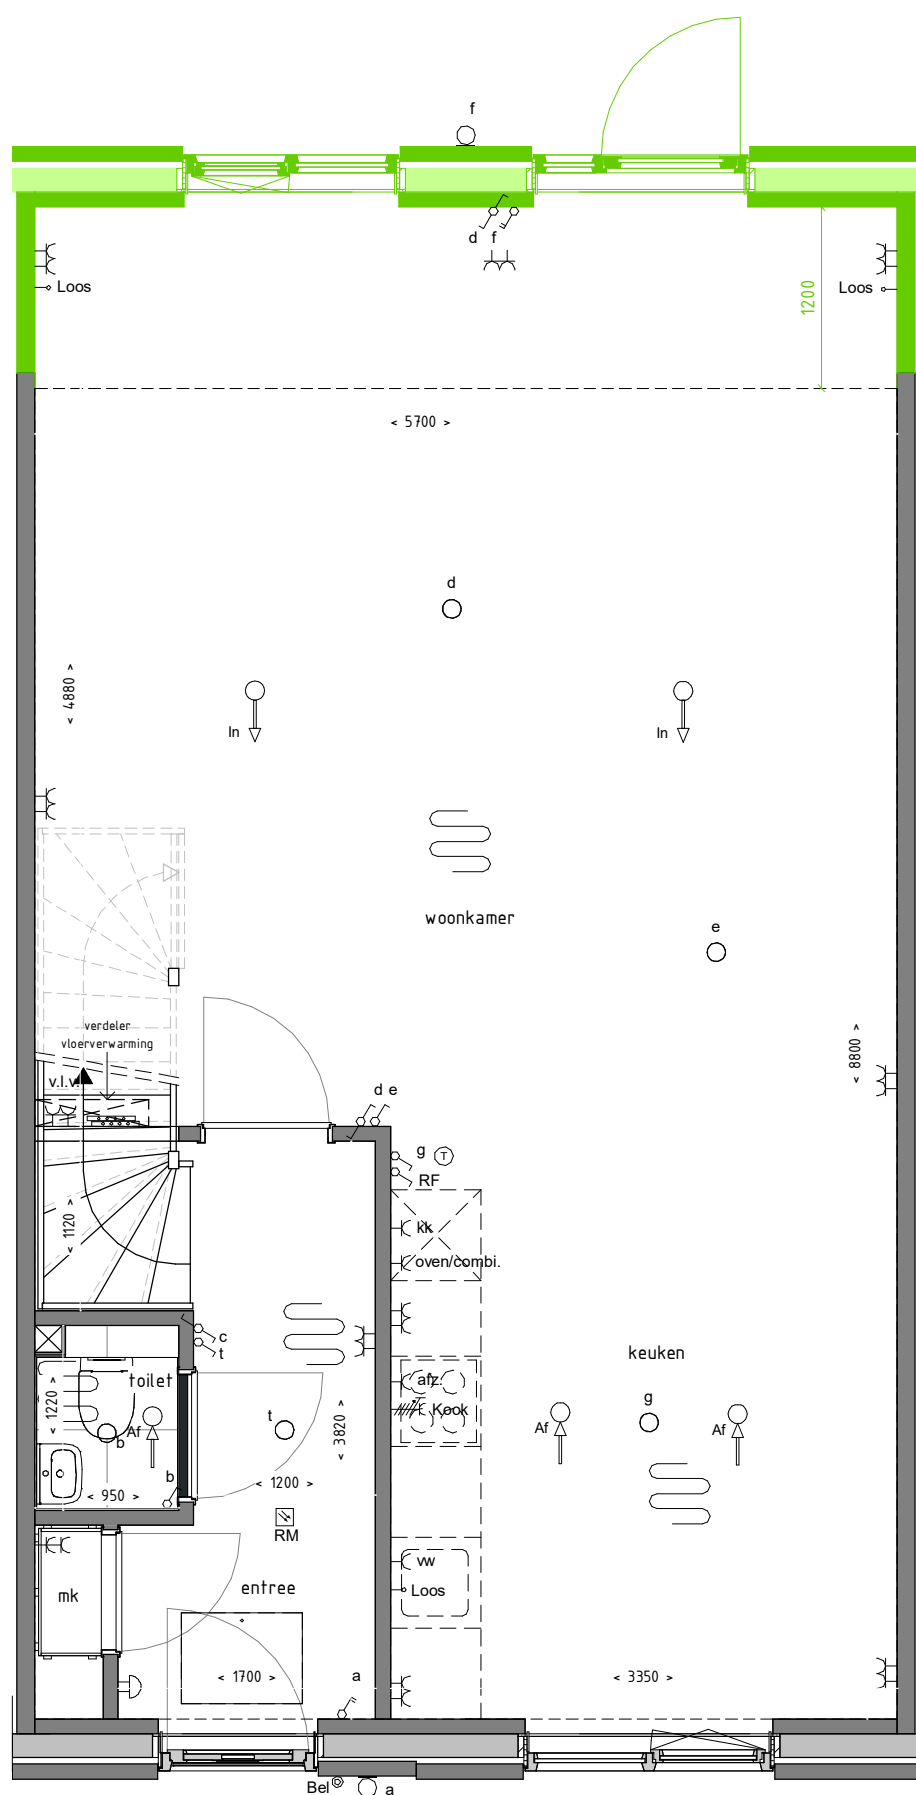 f
d f
Loos
Loos
1200
< 5700 >
d
< 4880 >
In
In
woonkamer
e
verdeler
vloerverwarming
< 8800 >
v.l.v.
d e
g T
RF
kk
< 1120 >
oven/combi.
c
t
keuken
toilet
afz.
< 1220 >
Kook
t
g
Af
b
Af
Af
< 3820 >
b
< 1200 >
< 950 >
RM
vw
mk
entree
Loos
a
< 1700 >
< 3350 >
Bel
a